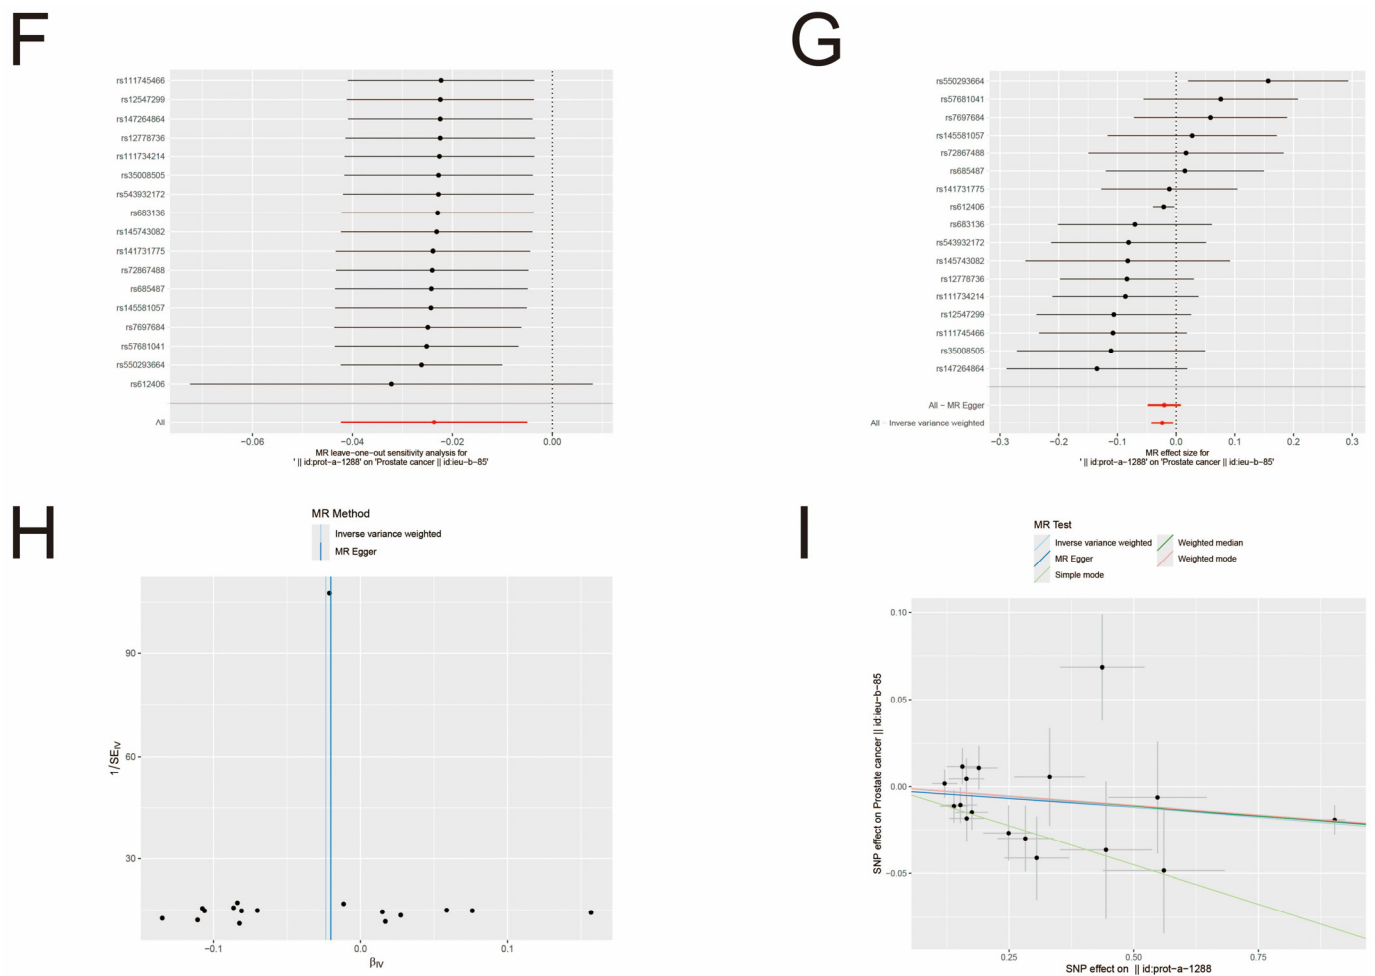 F
rs111745466
rs12547299
rs147264864
rs12778736
rs111734214
rs35008505
rs543932172
rs683136
rs145743082
rs141731775
rs72867488
rs685487
rs145581057
rs7697684
rs57681041
rs550293664
rs612406
All
−0.06 −0.04 −0.02 0.00
MR leave−one−out sensitivity analysis for
' || id:prot−a−1288' on 'Prostate cancer || id:ieu−b−85'
G
rs550293664
rs57681041
rs7697684
rs145581057
rs72867488
rs685487
rs141731775
rs612406
rs683136
rs543932172
rs145743082
rs12778736
rs111734214
rs12547299
rs111745466
rs35008505
rs147264864
All − MR Egger
All − Inverse variance weighted
−0.3 −0.2 −0.1 0.0 0.1 0.2 0.3
MR effect size for
' || id:prot−a−1288' on 'Prostate cancer || id:ieu−b−85'
H
MR Method
Inverse variance weighted
MR Egger
90
60
30
1/SE_IV
−0.1 0.0 0.1
β_IV
I
MR Test
Inverse variance weighted Weighted median
MR Egger Weighted mode
Simple mode
0.10
0.05
0.00
−0.05
SNP effect on Prostate cancer || id:ieu−b−85
0.25 0.50 0.75
SNP effect on || id:prot−a−1288